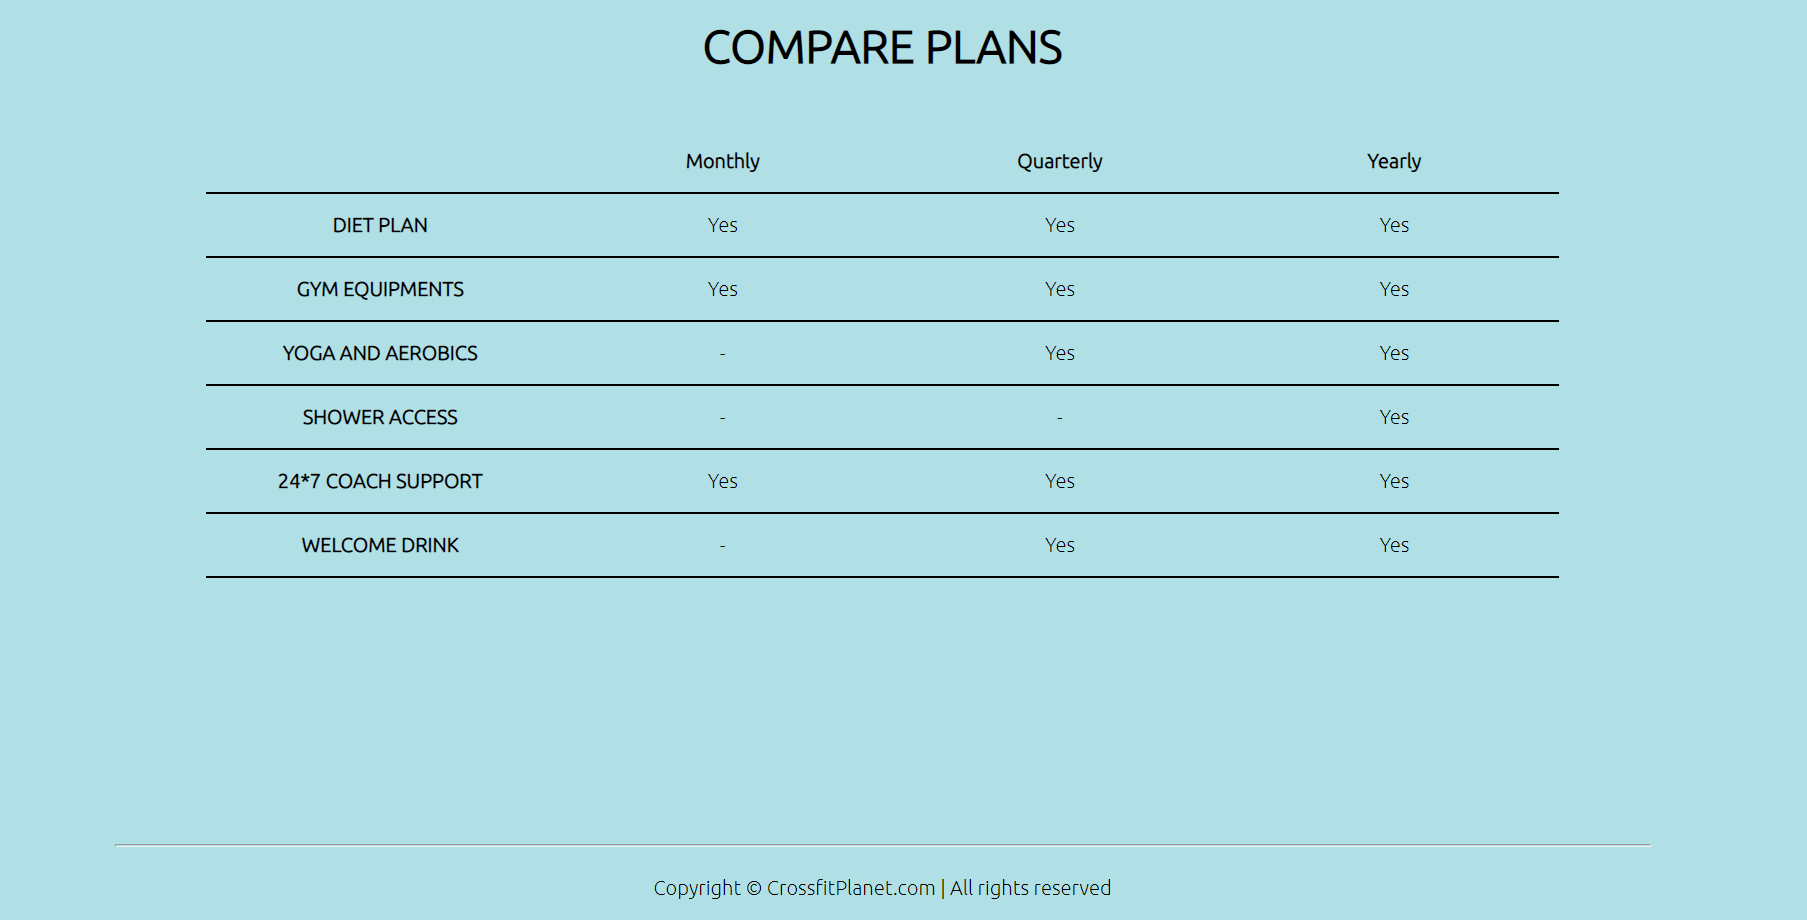 COMPARE PLANS
Monthly Quarterly Yearly
DIET PLAN Yes Yes Yes
GYM EQUIPMENTS Yes Yes Yes
YOGA AND AEROBICS - Yes Yes
SHOWER ACCESS - - Yes
24*7 COACH SUPPORT Yes Yes Yes
WELCOME DRINK - Yes Yes
Copyright © CrossfitPlanet.com | All rights reserved